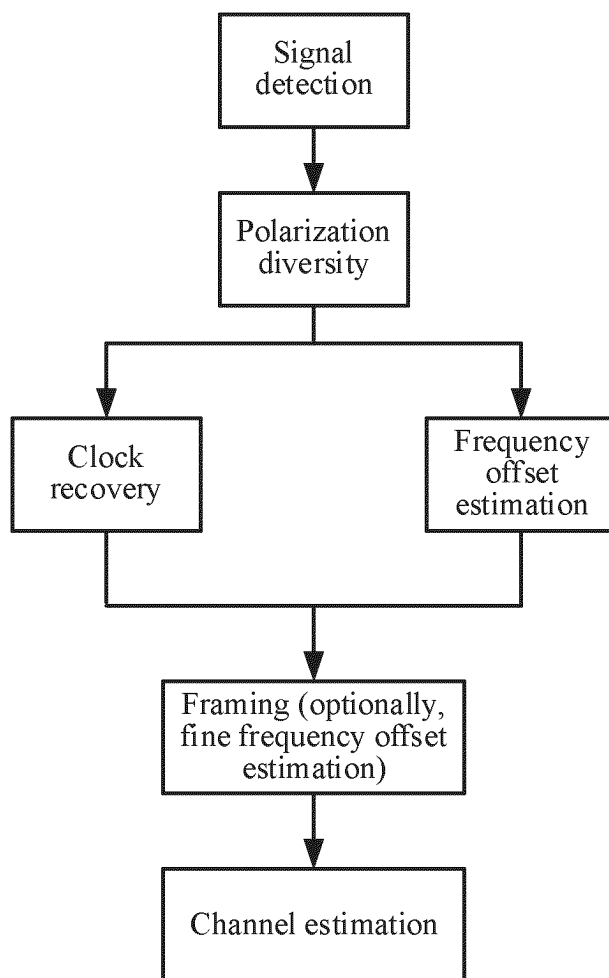 Signal
detection
Polarization
diversity
Clock
recovery
Frequency
offset
estimation
Framing (optionally,
fine frequency offset
estimation)
Channel estimation